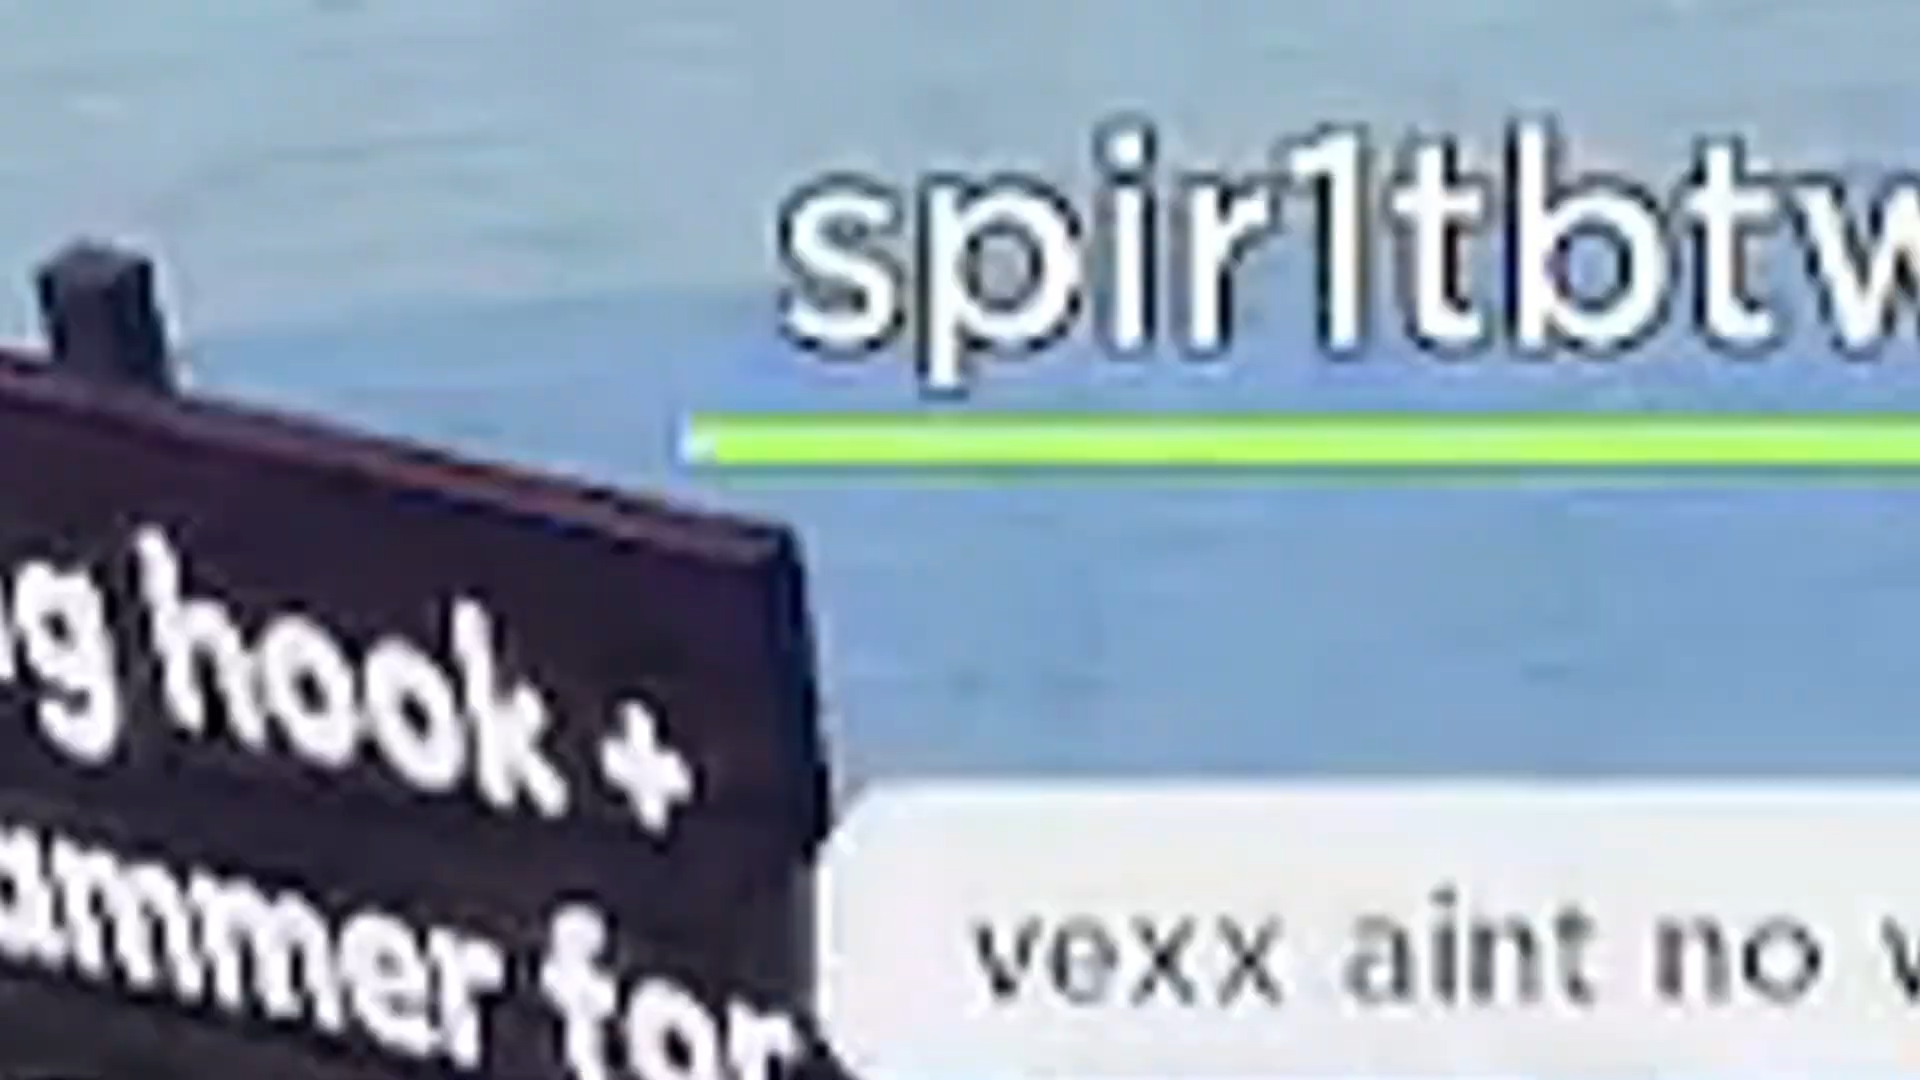 spir1tbtw
g hook +
ammer for
vexx aint no